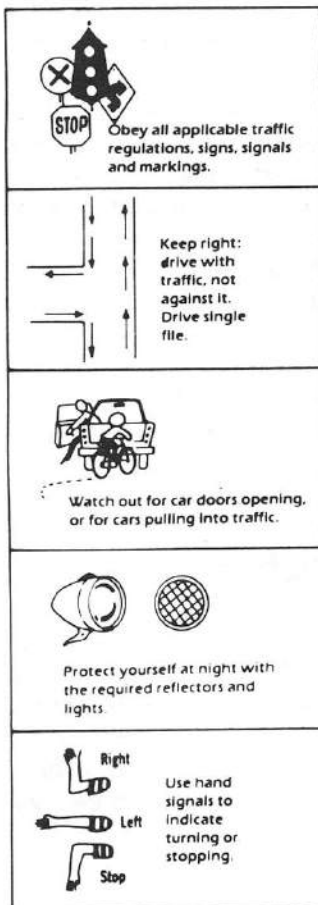 STOP
Obey all applicable traffic
regulations, signs, signals
and markings.
Keep right:
drive with
traffic, not
against it.
Drive single
file.
Watch out for car doors opening,
or for cars pulling into traffic.
Protect yourself at night with
the required reflectors and
lights.
Right
Left
Stop
Use hand
signals to
indicate
turning or
stopping.